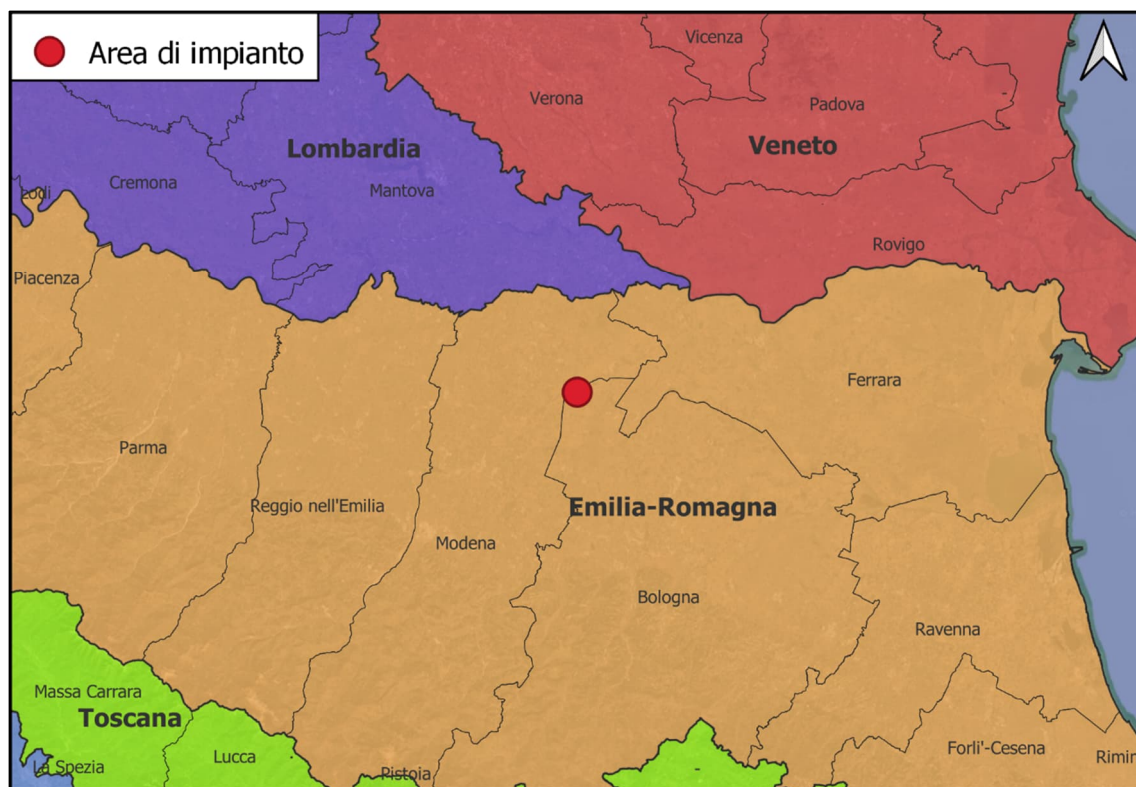 Area di impianto
Vicenza
Verona
Padova
Veneto
Lombardia
Cremona
Mantova
Lodi
Rovigo
Piacenza
Ferrara
Parma
Reggio nell'Emilia
Emilia-Romagna
Modena
Bologna
Ravenna
Massa Carrara
Toscana
Lucca
La Spezia
Pistoia
Forli'-Cesena
Rimin